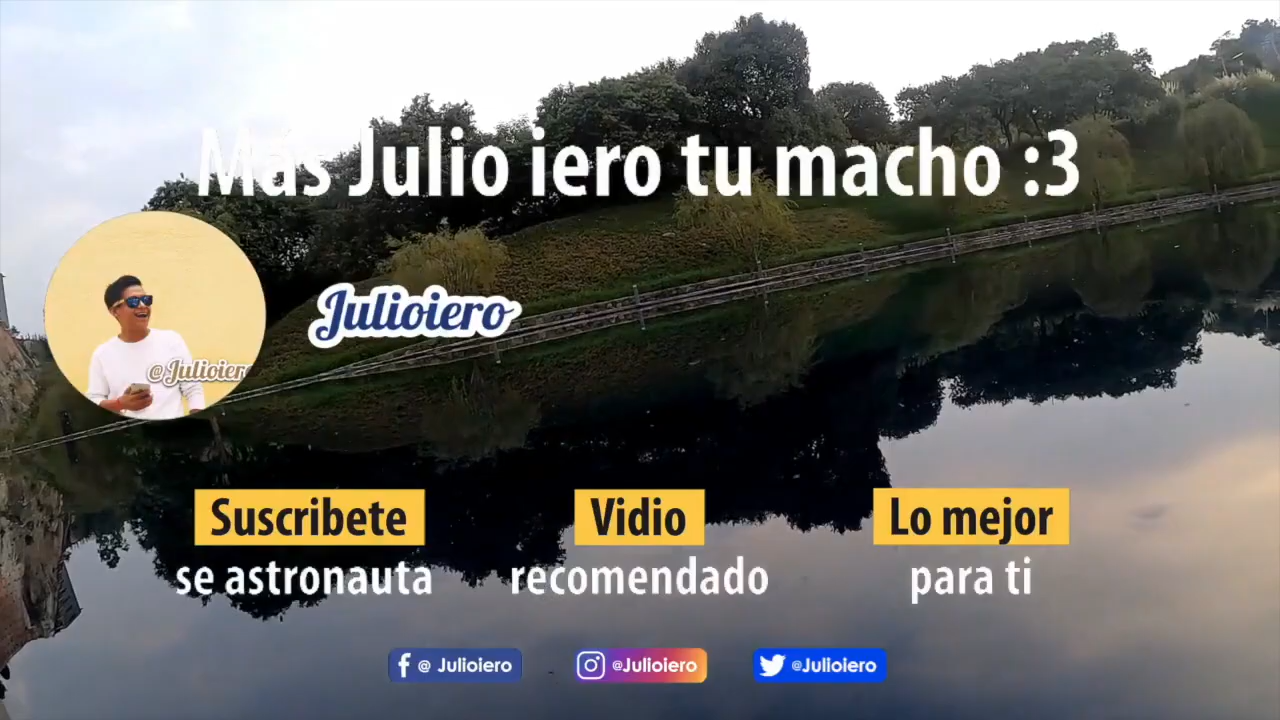 Más Julio iero tu macho :3
Julioiero
@Julioier
Suscribete
se astronauta
Vidio
recomendado
Lo mejor
para ti
@ Julioiero
@Julioiero
@Julioiero